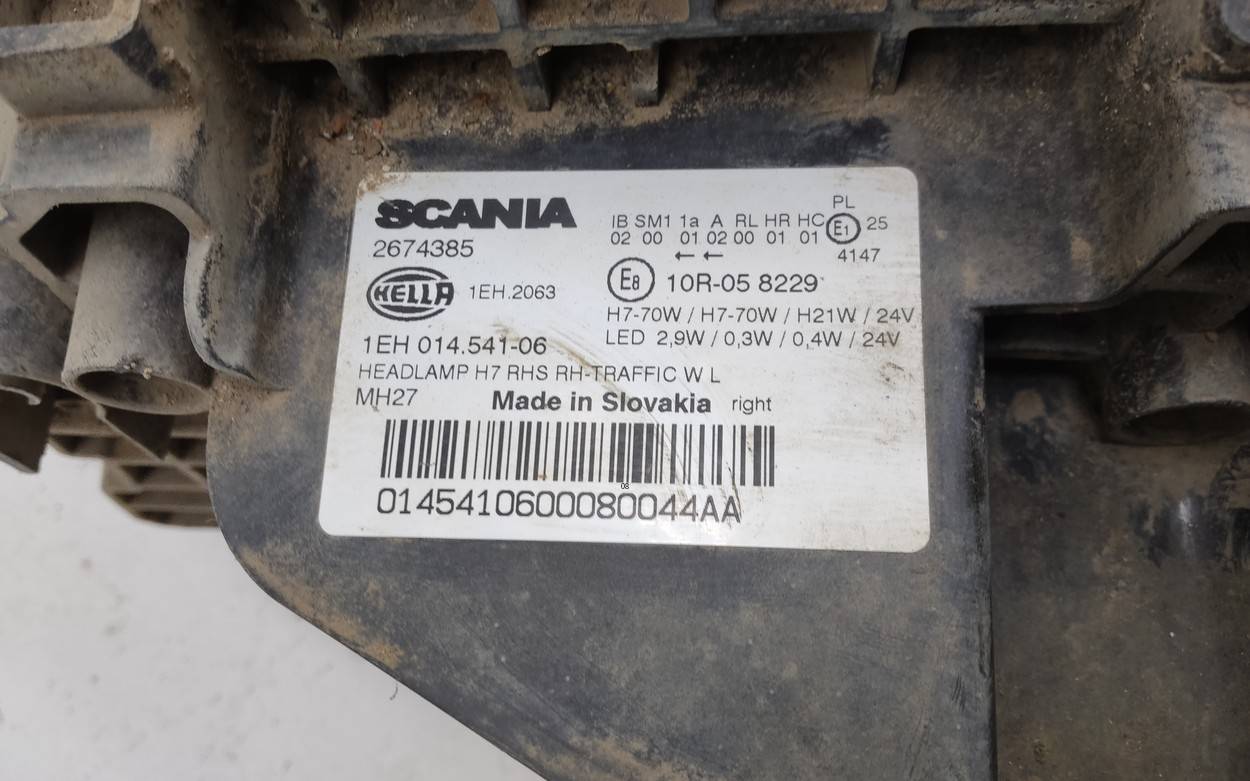 SCANIA
2674385
HELLA 1EH.2063
1EH 014.541-06
HEADLAMP H7 RHS RH-TRAFFIC W L
MH27 Made in Slovakia right
IB SM1 1a A RL HR HC
02 00 01 02 00 01 01
← ←
PL
E1 25
4147
E8 10R-05 8229
H7-70W / H7-70W / H21W / 24V
LED 2,9W / 0,3W / 0,4W / 24V
08
0145410600080044AA